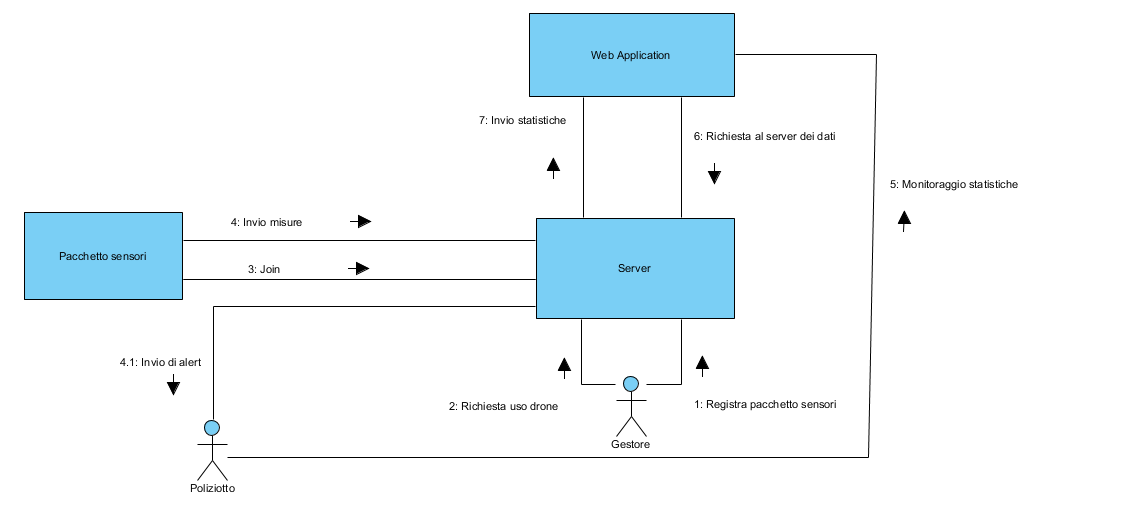 Web Application
7: Invio statistiche
6: Richiesta al server dei dati
5: Monitoraggio statistiche
4: Invio misure
Pacchetto sensori
3: Join
Server
4.1: Invio di alert
2: Richiesta uso drone
1: Registra pacchetto sensori
Gestore
Poliziotto